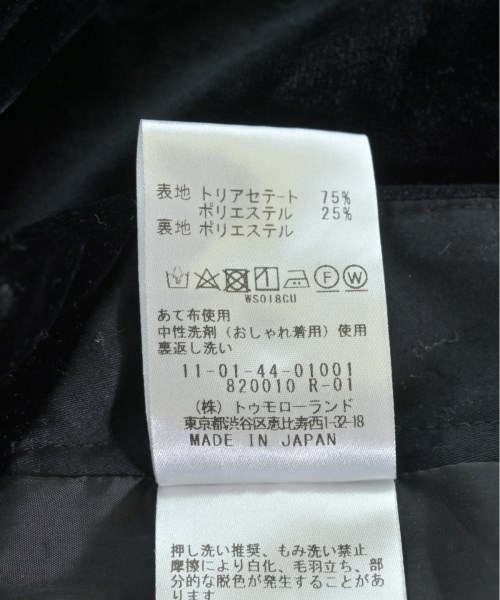 表地 トリアセテート 75%
ポリエステル 25%
裏地 ポリエステル
F W
WS018CU
あて布使用
中性洗剤（おしゃれ着用）使用
裏返し洗い
11-01-44-01001
820010 R-01
（株）トゥモローランド
東京都渋谷区恵比寿西1-32-18
MADE IN JAPAN
押し洗い推奨、もみ洗い禁止
摩擦により白化、毛羽立ち、部
分的な脱色が発生することがあ
ります